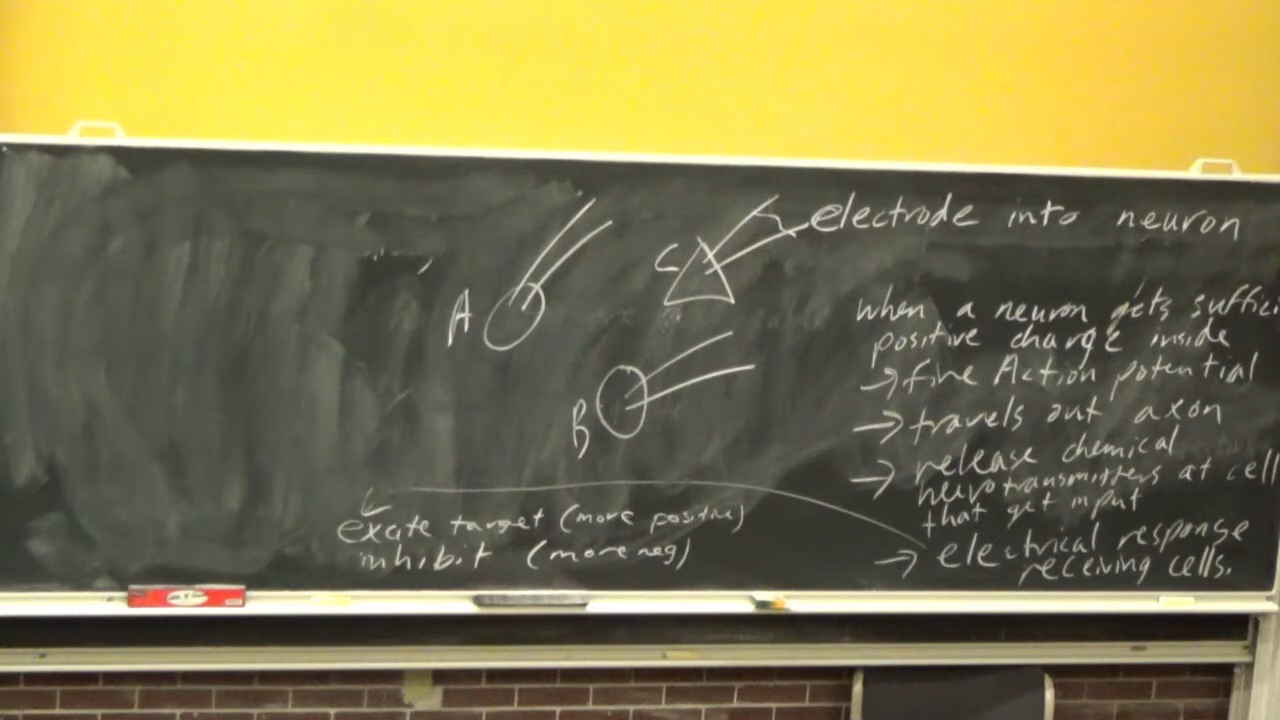 electrode into neuron
C
A
B
when a neuron gets suffici
positive charge inside
→ fire Action potential
→ travels out axon
→ release chemical
neurotransmitters at cell
that get input
→ electrical response
receiving cells.
excite target (more positive)
inhibit (more neg)